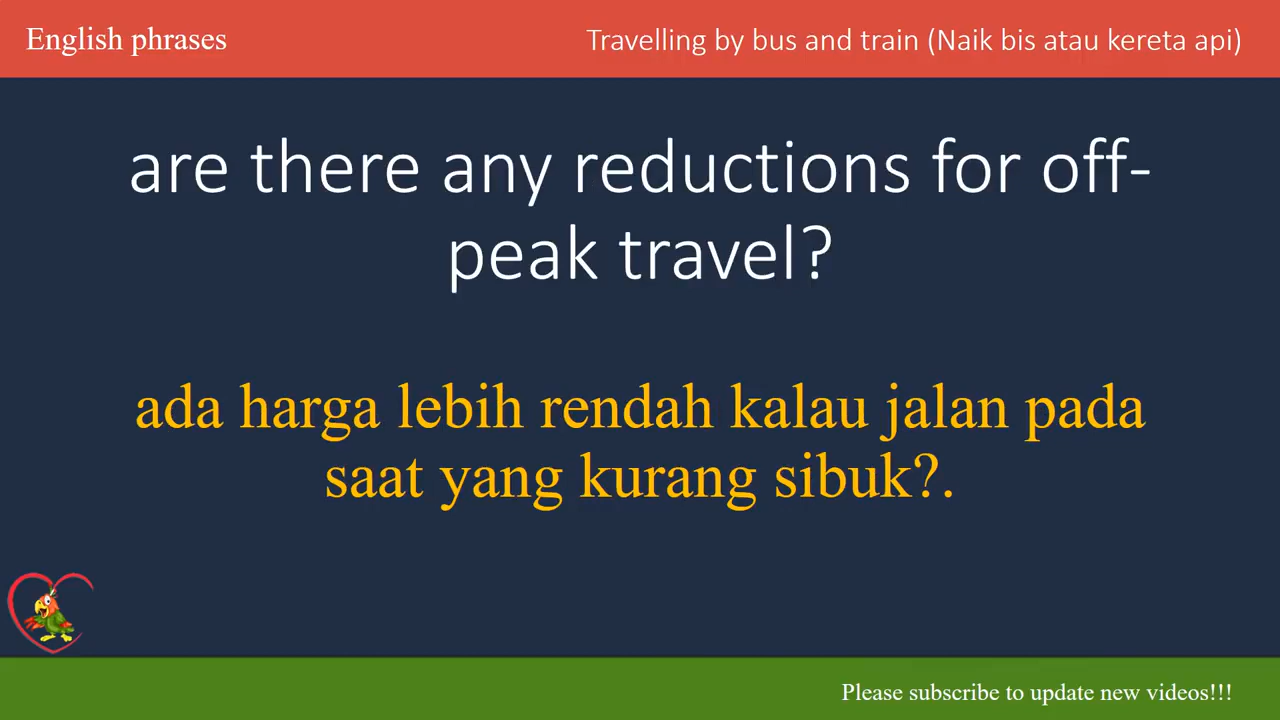 English phrases
Travelling by bus and train (Naik bis atau kereta api)
are there any reductions for off-
peak travel?
ada harga lebih rendah kalau jalan pada
saat yang kurang sibuk?.
Please subscribe to update new videos!!!